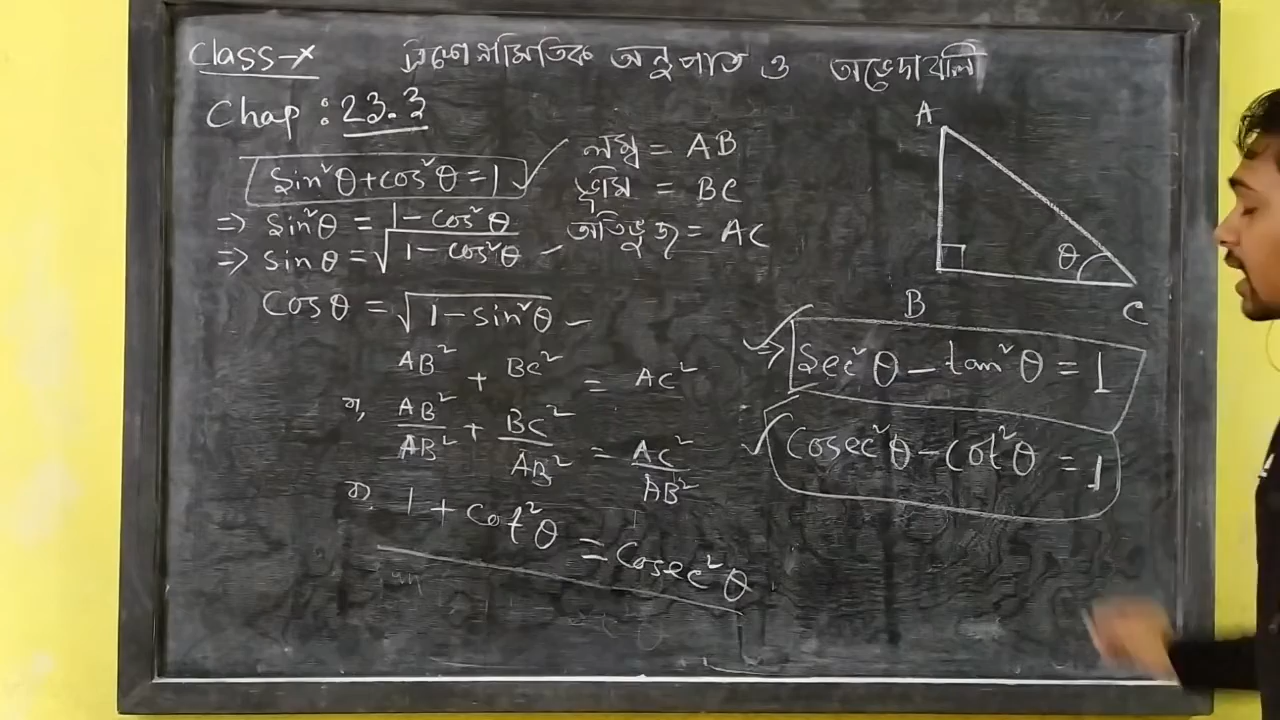 Class-X ত্রিকোণমিতিক অনুপাত ও অভেদাবলী
Chap : 23.3
sin²θ+cos²θ=1
⇒ sin²θ = 1-cos²θ
⇒ sinθ = √1-cos²θ
cosθ = √1-sin²θ
লম্ব = AB
ভূমি = BC
অতিভুজ = AC
AB² + BC² = AC²
বা, AB²/AB² + BC²/AB² = AC²/AB²
বা, 1 + cot²θ = Cosec²θ
A
θ
B
C
⇒ Sec²θ - tan²θ = 1
Cosec²θ - cot²θ = 1